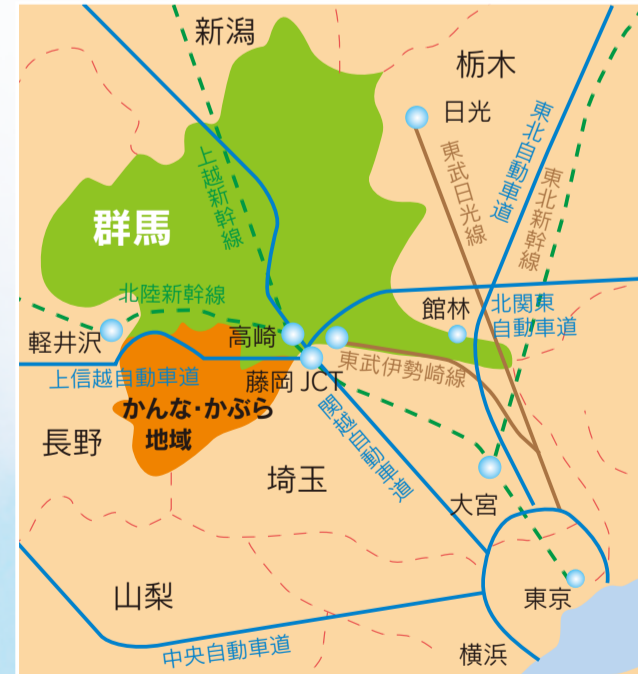 新潟
栃木
日光
東北自動車道
東北新幹線
東武日光線
上越新幹線
群馬
北陸新幹線
館林
北関東
自動車道
高崎
軽井沢
東武伊勢崎線
上信越自動車道
藤岡 JCT
かんな・かぶら
地域
関越自動車道
長野
埼玉
大宮
山梨
東京
中央自動車道
横浜